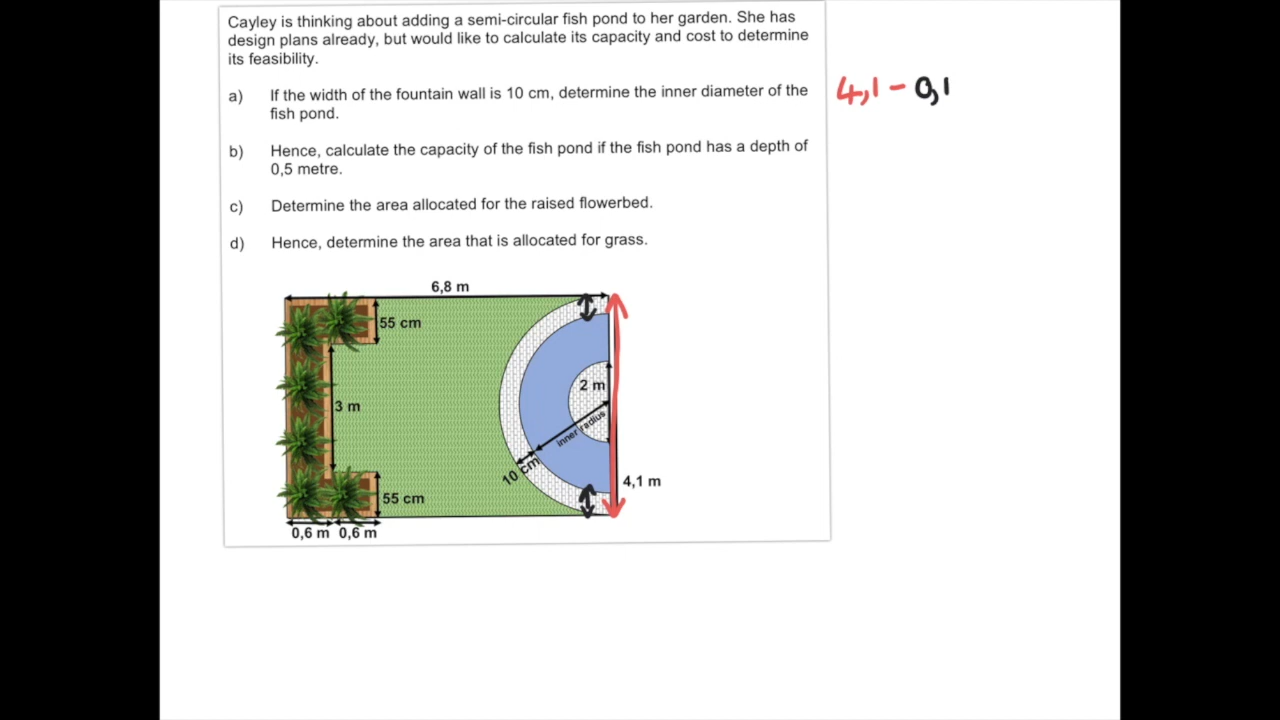 Cayley is thinking about adding a semi-circular fish pond to her garden. She has
design plans already, but would like to calculate its capacity and cost to determine
its feasibility.
a) If the width of the fountain wall is 10 cm, determine the inner diameter of the
fish pond.
4,1 - 0,1
b) Hence, calculate the capacity of the fish pond if the fish pond has a depth of
0,5 metre.
c) Determine the area allocated for the raised flowerbed.
d) Hence, determine the area that is allocated for grass.
6,8 m
55 cm
2 m
3 m
inner radius
10 cm
4,1 m
55 cm
0,6 m 0,6 m